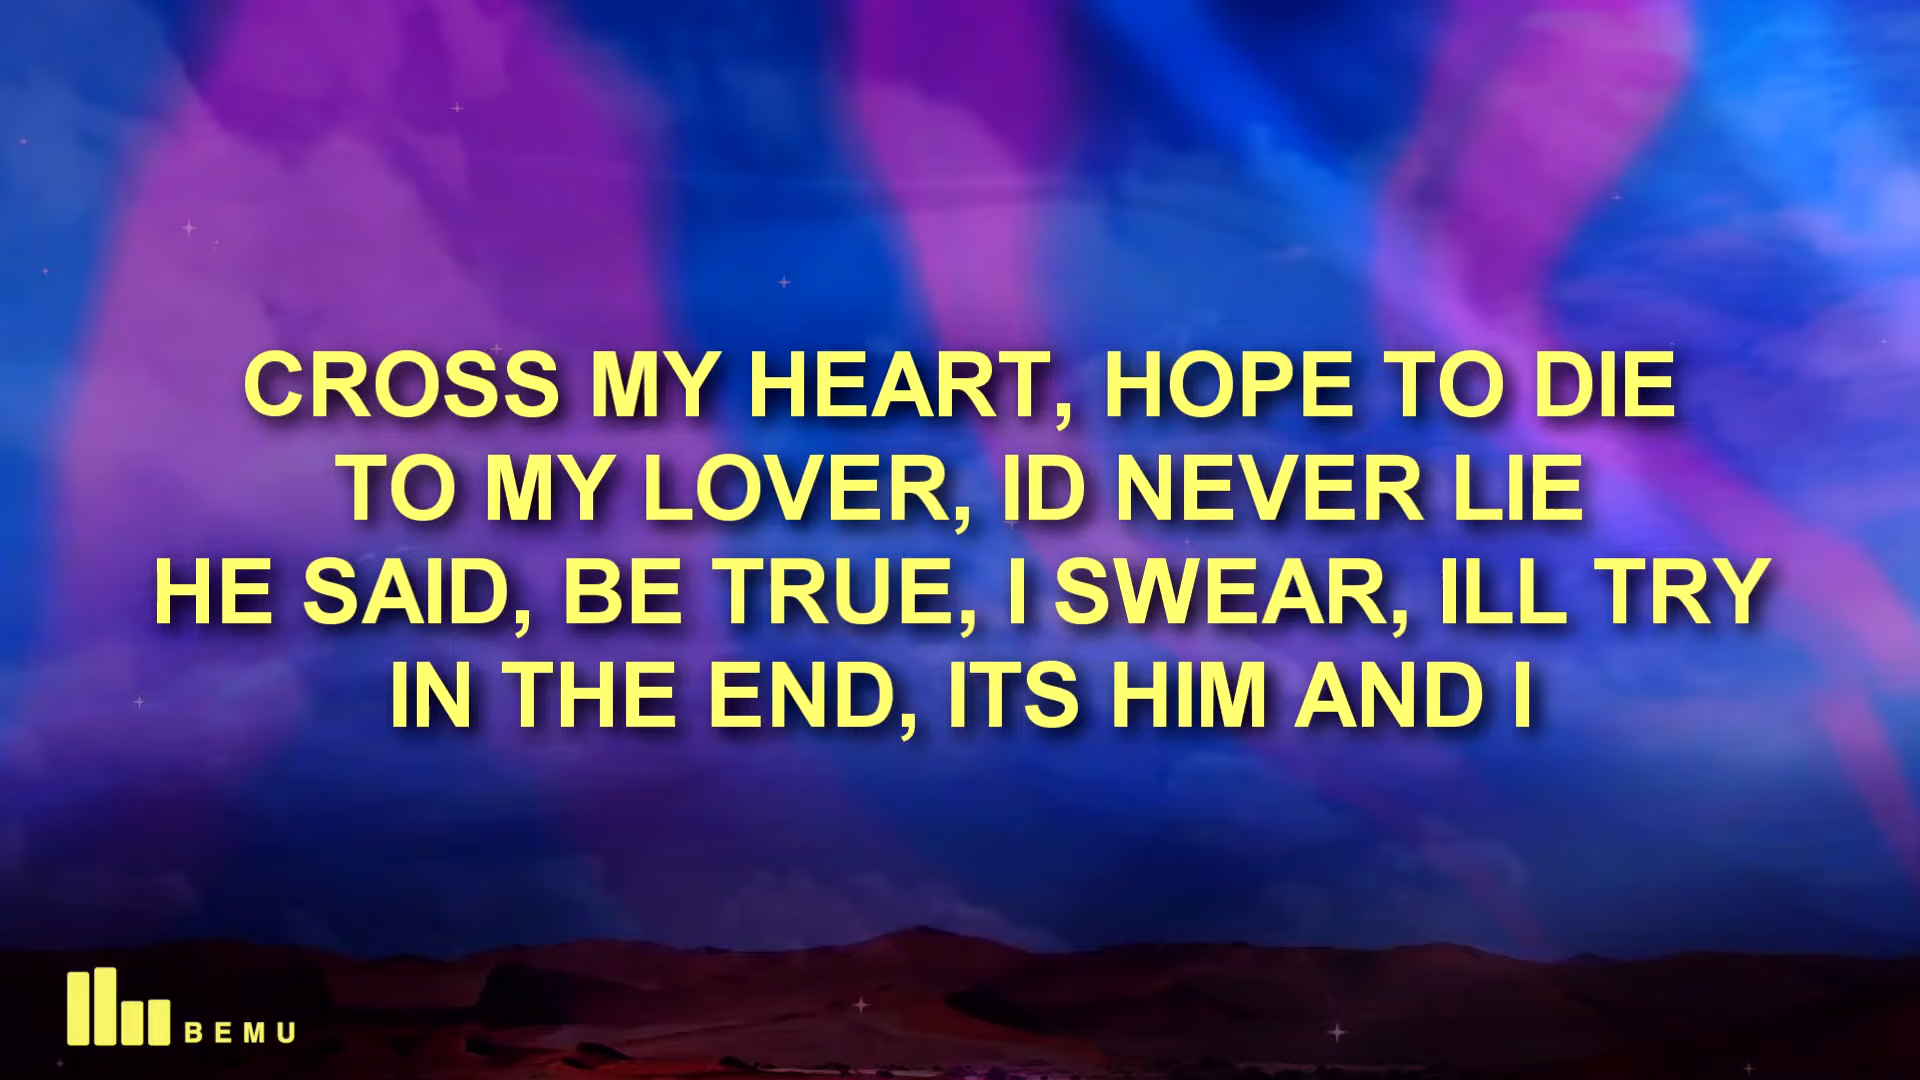 CROSS MY HEART, HOPE TO DIE
TO MY LOVER, ID NEVER LIE
HE SAID, BE TRUE, I SWEAR, ILL TRY
IN THE END, ITS HIM AND I
BEMU